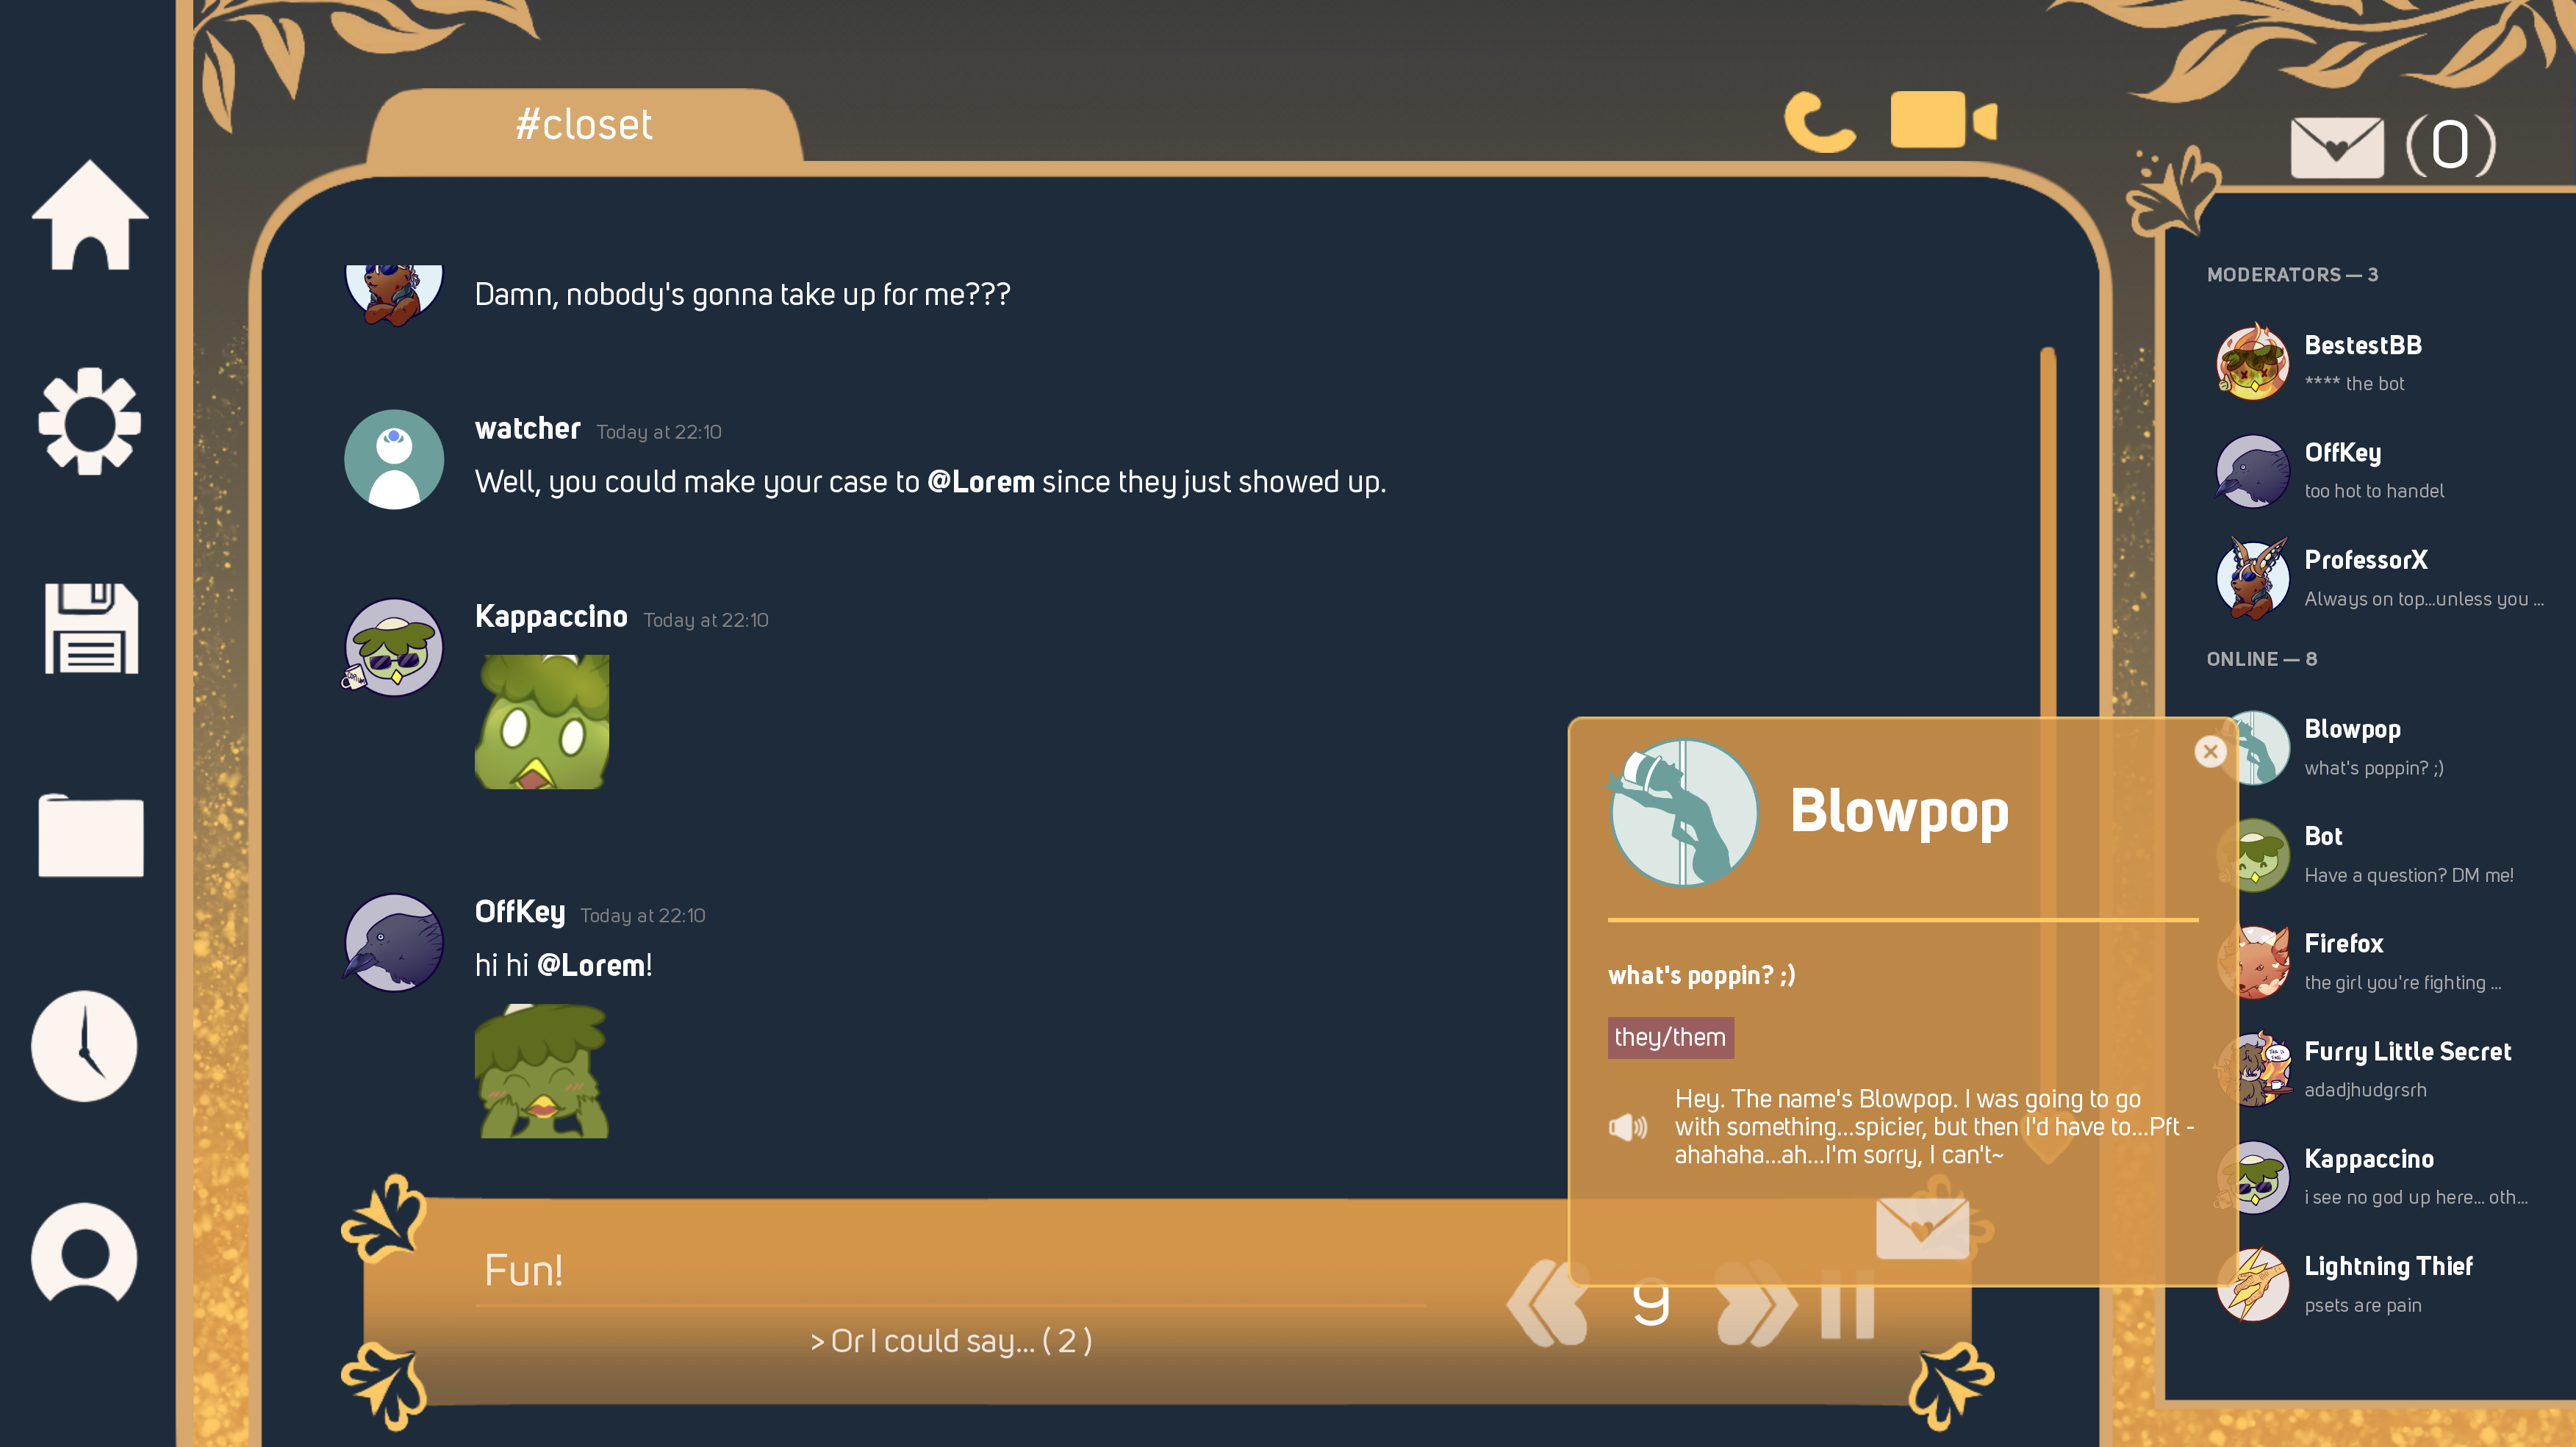 #closet
(0)
Damn, nobody's gonna take up for me???
watcher Today at 22:10
Well, you could make your case to @Lorem since they just showed up.
Kappaccino Today at 22:10
OffKey Today at 22:10
hi hi @Lorem!
Fun!
> Or I could say... ( 2 )
9
Blowpop
what's poppin? ;)
they/them
Hey. The name's Blowpop. I was going to go
with something...spicier, but then I'd have to...Pft -
ahahaha...ah...I'm sorry, I can't~
MODERATORS — 3
BestestBB
**** the bot
OffKey
too hot to handel
ProfessorX
Always on top...unless you ...
ONLINE — 8
Blowpop
what's poppin? ;)
Bot
Have a question? DM me!
Firefox
the girl you're fighting ...
Furry Little Secret
adadjhudgrsrh
Kappaccino
i see no god up here... oth...
Lightning Thief
psets are pain